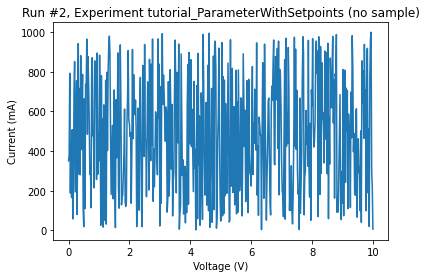 Run #2, Experiment tutorial_ParameterWithSetpoints (no sample)
1000
800
600
400
200
0
Current (mA)
0 2 4 6 8 10
Voltage (V)